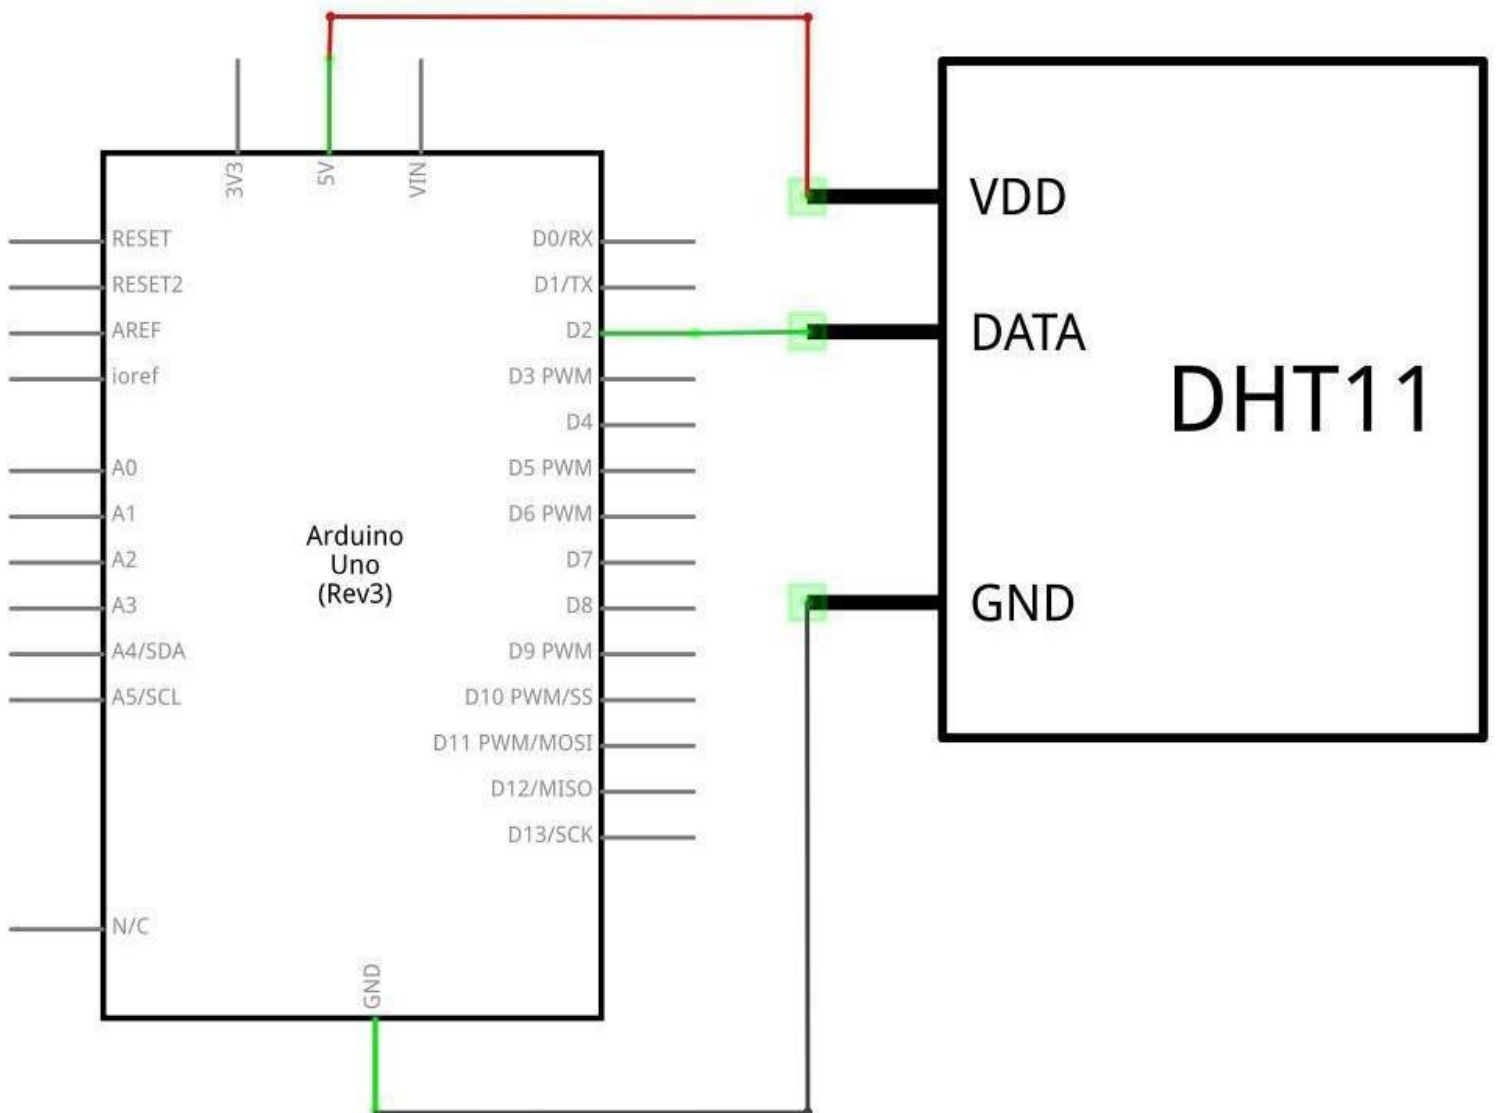 3V3
5V
VIN
RESET
RESET2
AREF
ioref
A0
A1
A2
A3
A4/SDA
A5/SCL
N/C
Arduino
Uno
(Rev3)
D0/RX
D1/TX
D2
D3 PWM
D4
D5 PWM
D6 PWM
D7
D8
D9 PWM
D10 PWM/SS
D11 PWM/MOSI
D12/MISO
D13/SCK
GND
VDD
DATA
DHT11
GND